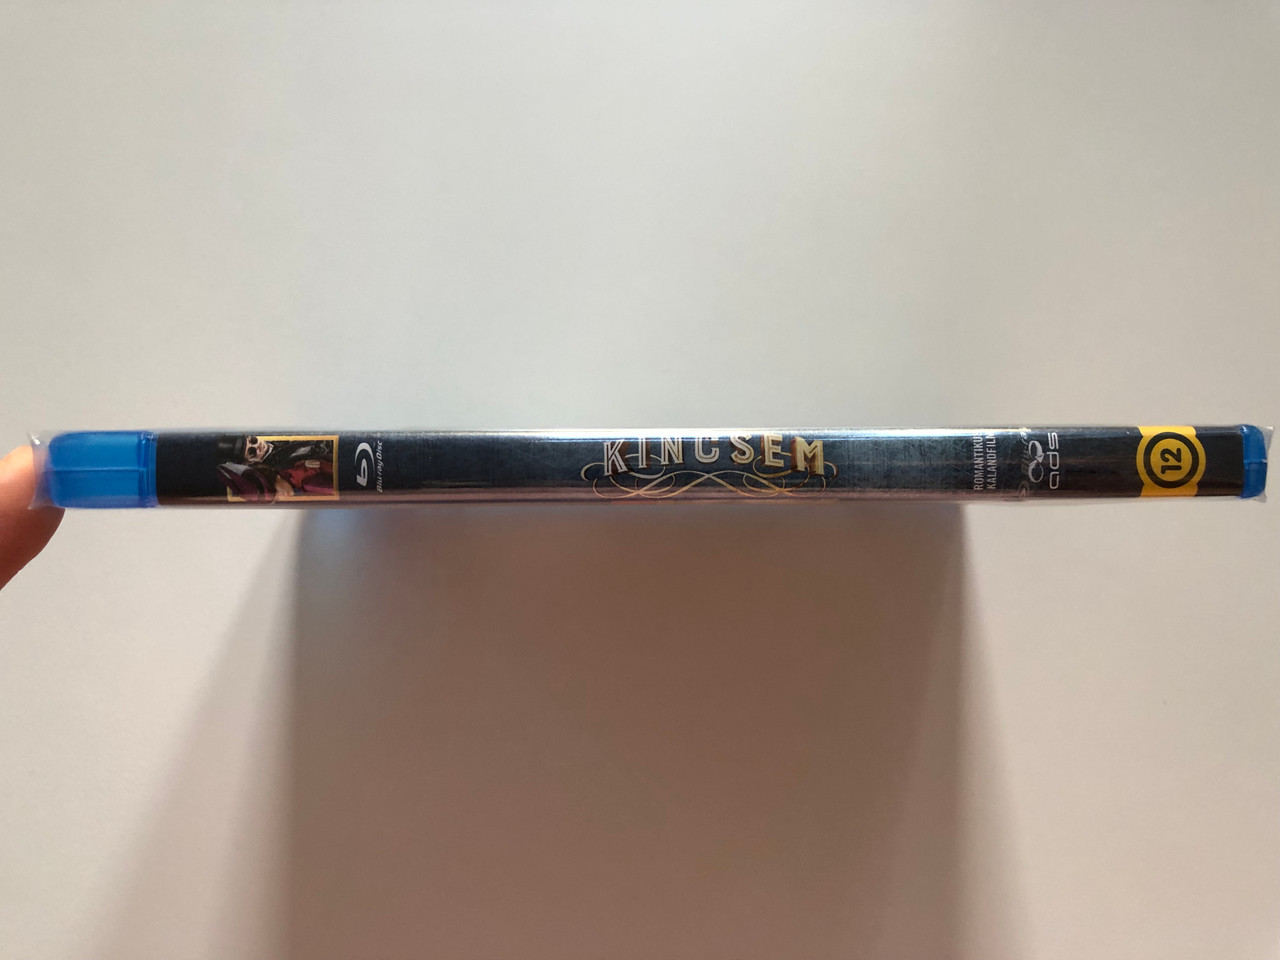 Blu-ray Disc
KINCSEM
ROMANTIKUS
KALANDFILM
ads
12